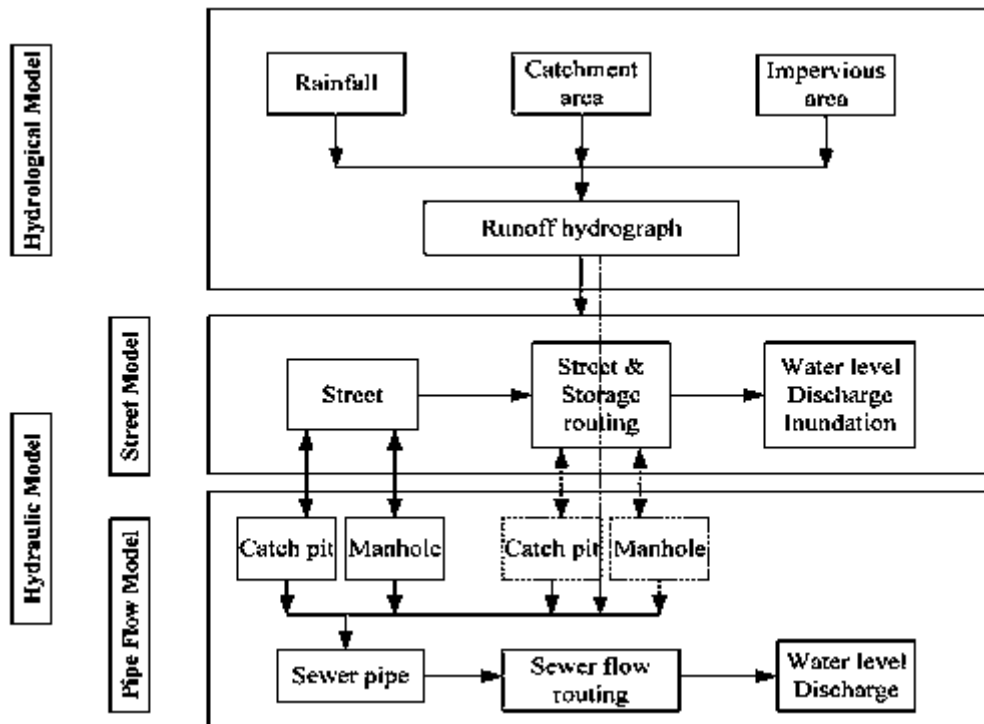 Hydrological Model
Rainfall
Catchment
area
Impervious
area
Runoff hydrograph
Hydraulic Model
Street Model
Street
Street &
Storage
routing
Water level
Discharge
Inundation
Pipe Flow Model
Catch pit
Manhole
Catch pit
Manhole
Sewer pipe
Sewer flow
routing
Water level
Discharge